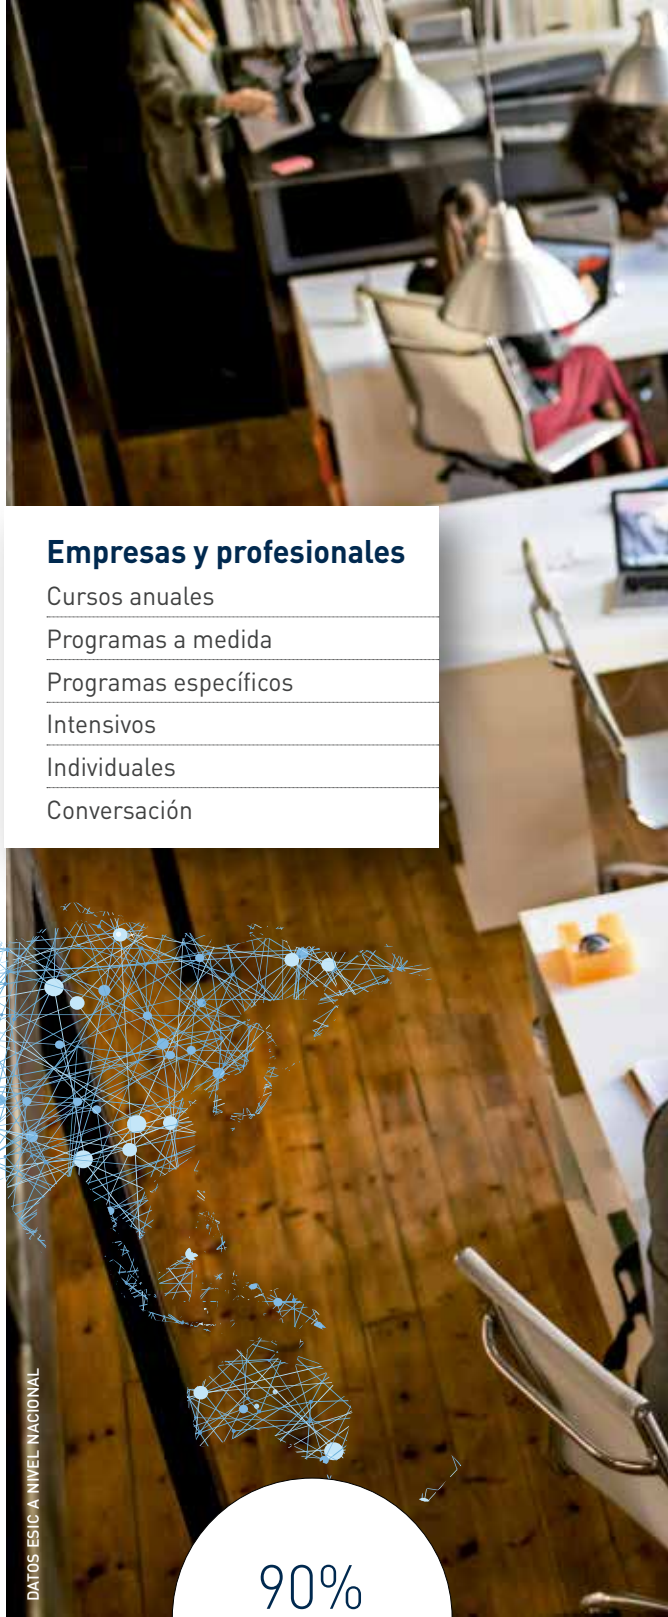 Empresas y profesionales
Cursos anuales
Programas a medida
Programas específicos
Intensivos
Individuales
Conversación
DATOS ESIC A NIVEL NACIONAL
90%